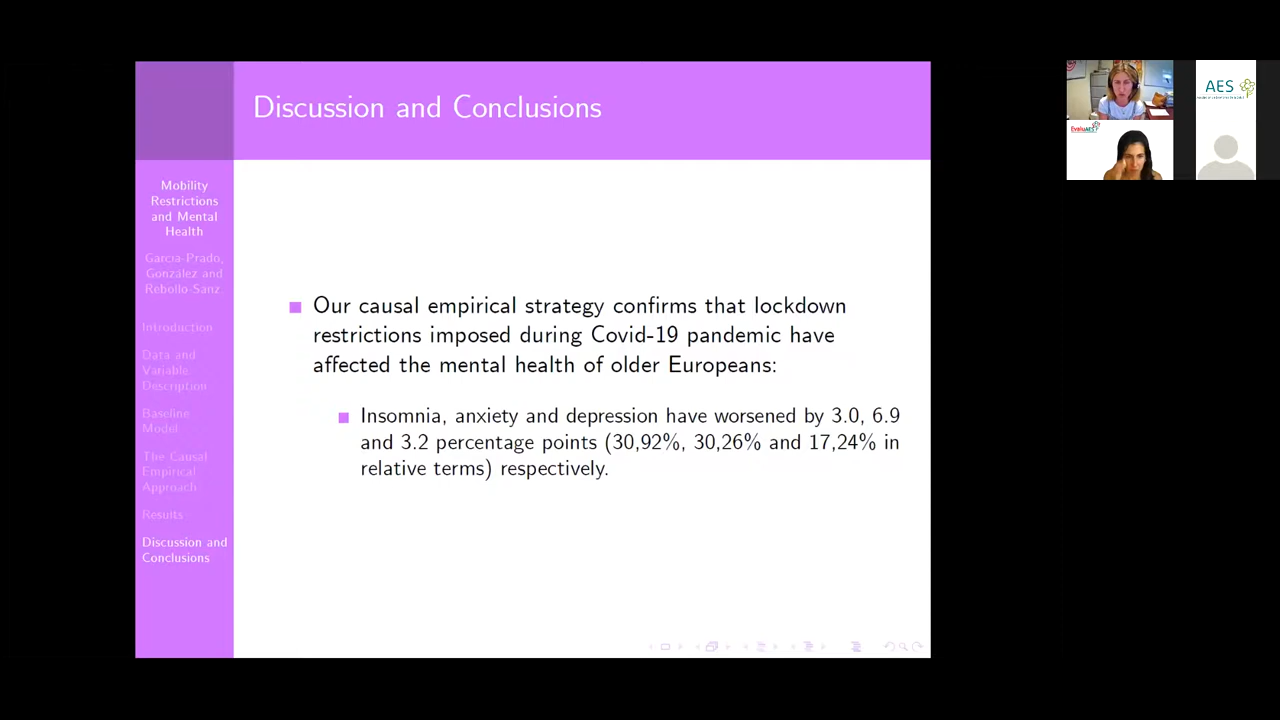 Discussion and Conclusions
Mobility
Restrictions
and Mental
Health
García-Prado,
González and
Rebollo-Sanz.
Introduction
Data and
Variable
Description
Baseline
Model
The Causal
Empirical
Approach
Results
Discussion and
Conclusions
Our causal empirical strategy confirms that lockdown
restrictions imposed during Covid-19 pandemic have
affected the mental health of older Europeans:
Insomnia, anxiety and depression have worsened by 3.0, 6.9
and 3.2 percentage points (30,92%, 30,26% and 17,24% in
relative terms) respectively.
AES
EvaluAES